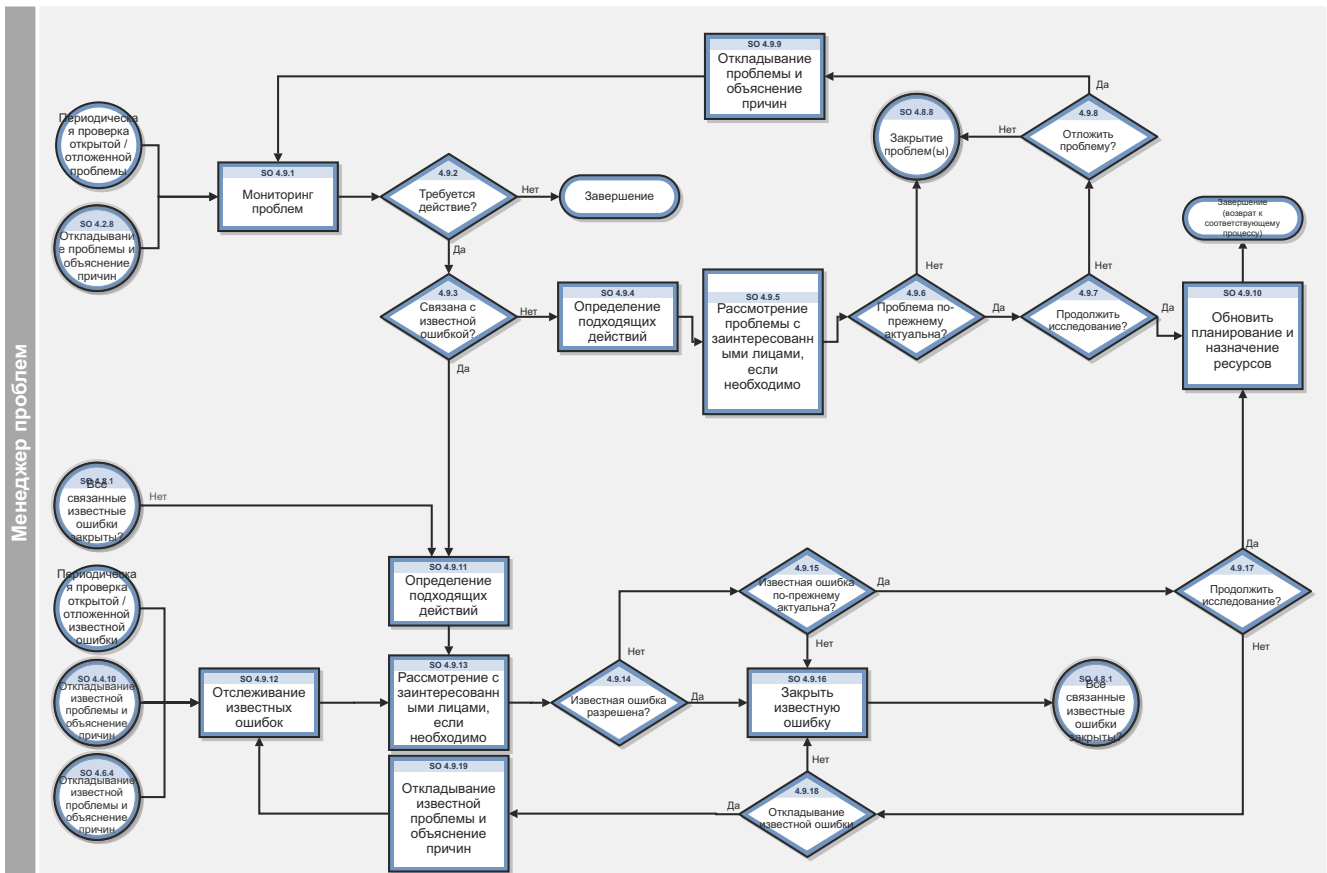 Менеджер проблем
SO 4.9.9
Откладывание
проблемы и
объяснение
причин
Да
SO 4.8.8
Закрытие
проблем(ы)
Нет
4.9.8
Отложить
проблему?
Периодическа
я проверка
открытой /
отложенной
проблемы
SO 4.9.1
Мониторинг
проблем
4.9.2
Требуется
действие?
Нет
Завершение
Завершение
(возврат к
соответствующему
процессу)
SO 4.2.8
Откладывани
е проблемы и
объяснение
причин
Да
4.9.3
Связана с
известной
ошибкой?
Нет
SO 4.9.4
Определение
подходящих
действий
SO 4.9.5
Рассмотрение
проблемы с
заинтересованн
ыми лицами,
если
необходимо
Нет
4.9.6
Проблема по-
прежнему
актуальна?
Да
Нет
4.9.7
Продолжить
исследование?
Да
SO 4.9.10
Обновить
планирование и
назначение
ресурсов
Да
SO 4.8.1
Все
связанные
известные
ошибки
закрыты?
Нет
Периодическа
я проверка
открытой /
отложенной
известной
ошибки
SO 4.9.11
Определение
подходящих
действий
4.9.15
Известная ошибка
по-прежнему
актуальна?
Да
Нет
Да
4.9.17
Продолжить
исследование?
Нет
SO 4.4.10
Откладывание
известной
проблемы и
объяснение
причин
SO 4.9.12
Отслеживание
известных
ошибок
SO 4.9.13
Рассмотрение с
заинтересованн
ыми лицами,
если
необходимо
Нет
4.9.14
Известная ошибка
разрешена?
Да
SO 4.9.16
Закрыть
известную
ошибку
SO 4.8.1
Все
связанные
известные
ошибки
закрыты?
SO 4.6.4
Откладывание
известной
проблемы и
объяснение
причин
SO 4.9.19
Откладывание
известной
проблемы и
объяснение
причин
Да
Нет
4.9.18
Откладывание
известной ошибки